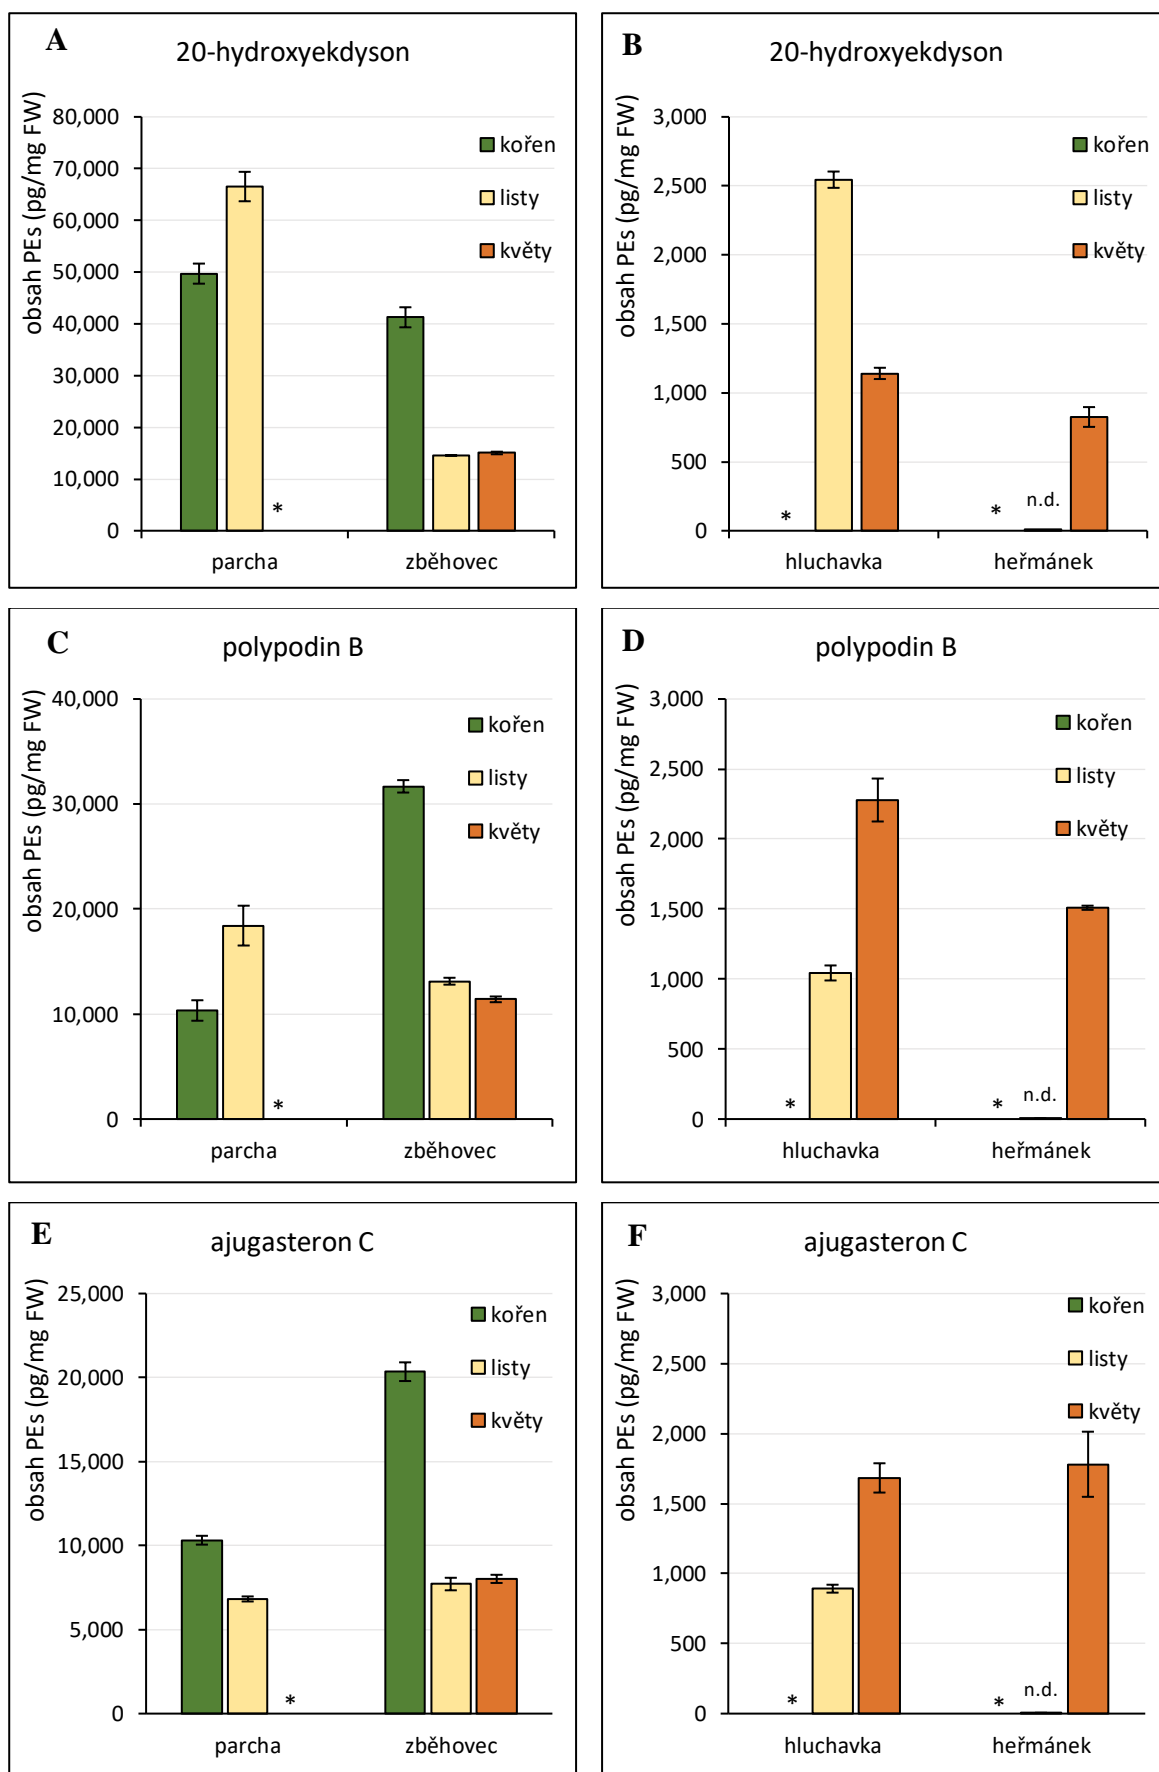 A
20-hydroxyekdyson
obsah PEs (pg/mg FW)
80,000
70,000
60,000
50,000
40,000
30,000
20,000
10,000
0
kořen
listy
květy
*
parcha
zběhovec
B
20-hydroxyekdyson
obsah PEs (pg/mg FW)
3,000
2,500
2,000
1,500
1,000
500
0
kořen
listy
květy
*
*
n.d.
hluchavka
heřmánek
C
polypodin B
obsah PEs (pg/mg FW)
40,000
30,000
20,000
10,000
0
kořen
listy
květy
*
parcha
zběhovec
D
polypodin B
obsah PEs (pg/mg FW)
3,000
2,500
2,000
1,500
1,000
500
0
kořen
listy
květy
*
*
n.d.
hluchavka
heřmánek
E
ajugasteron C
obsah PEs (pg/mg FW)
25,000
20,000
15,000
10,000
5,000
0
kořen
listy
květy
*
parcha
zběhovec
F
ajugasteron C
obsah PEs (pg/mg FW)
3,000
2,500
2,000
1,500
1,000
500
0
kořen
listy
květy
*
*
n.d.
hluchavka
heřmánek